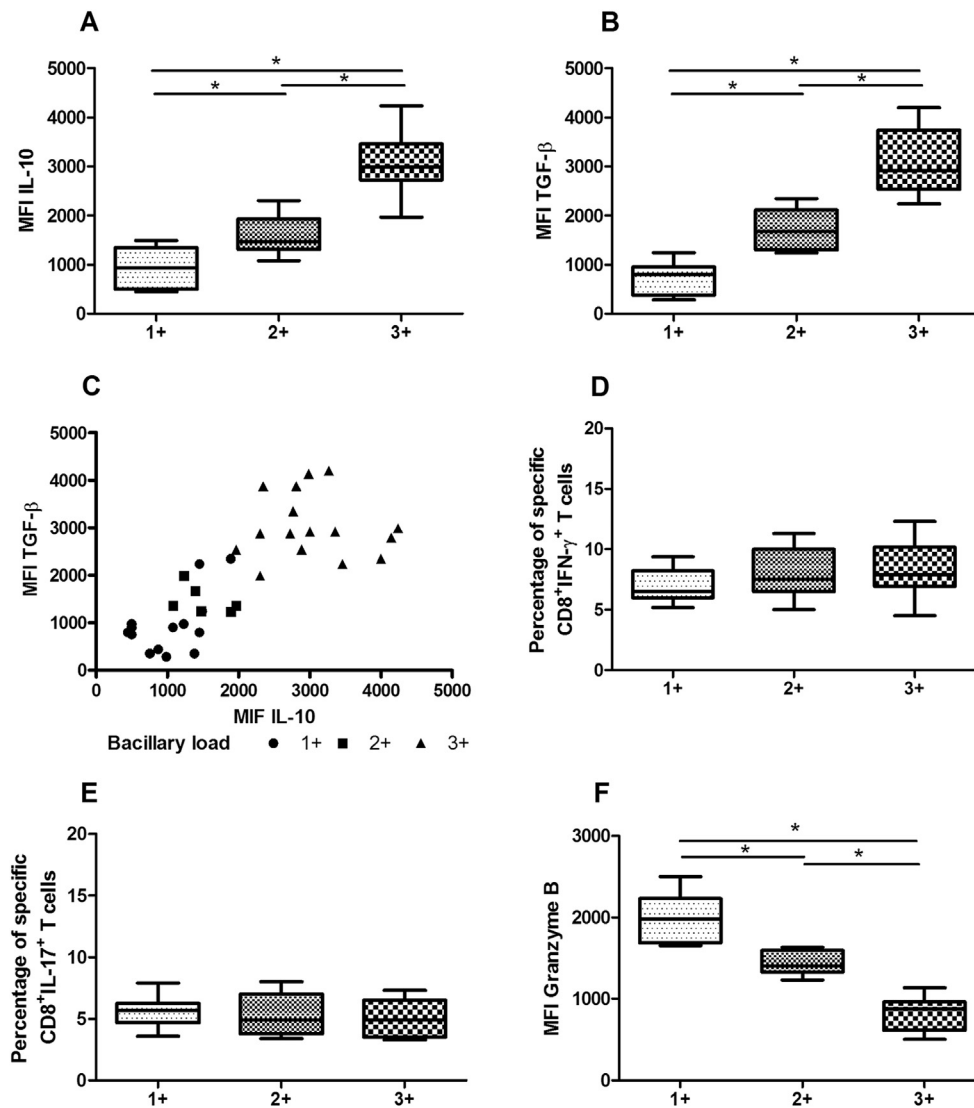 A
*
*
*
5000
4000
3000
2000
1000
0
MFI IL-10
1+ 2+ 3+
B
*
*
*
5000
4000
3000
2000
1000
0
MFI TGF-β
1+ 2+ 3+
C
5000
4000
3000
2000
1000
0
MFI TGF-β
0 1000 2000 3000 4000 5000
MIF IL-10
Bacillary load ● 1+ ■ 2+ ▲ 3+
D
20
15
10
5
0
Percentage of specific
CD8⁺IFN-γ⁺ T cells
1+ 2+ 3+
E
20
15
10
5
0
Percentage of specific
CD8⁺IL-17⁺ T cells
1+ 2+ 3+
F
*
*
*
3000
2000
1000
0
MFI Granzyme B
1+ 2+ 3+